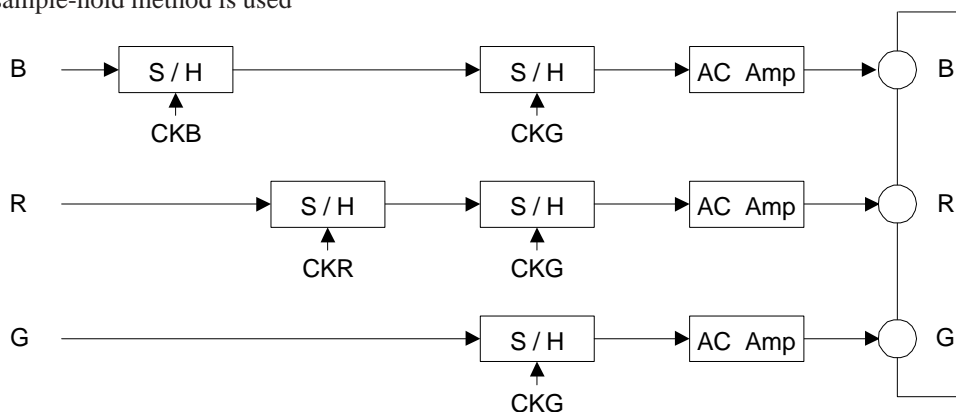 sample-hold method is used
B S / H S / H AC Amp B
CKB CKG
R S / H S / H AC Amp R
CKR CKG
G S / H AC Amp G
CKG